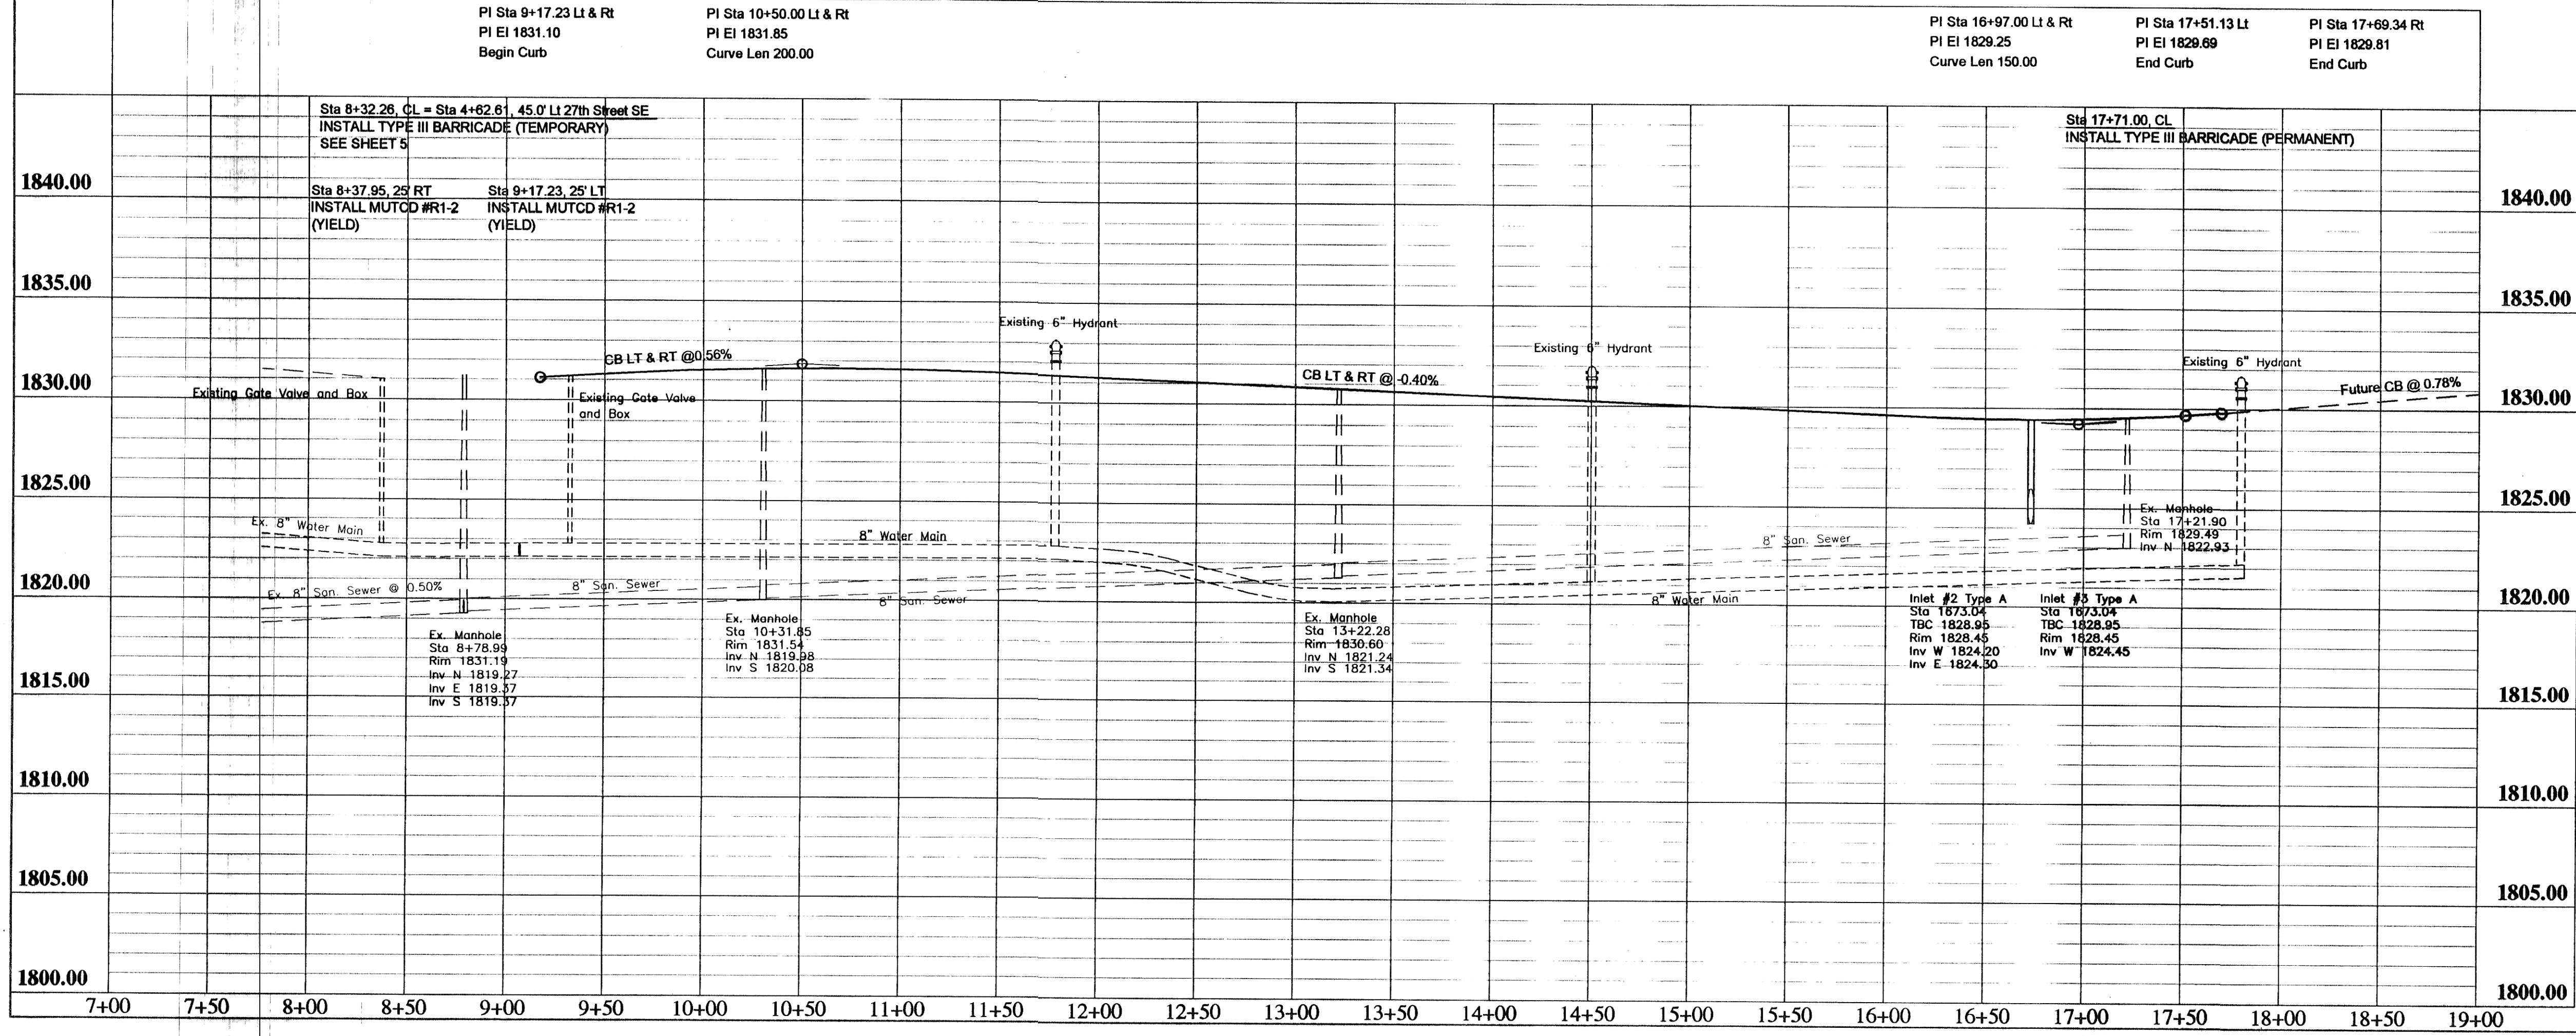 PI Sta 9+17.23 Lt & Rt
PI El 1831.10
Begin Curb
PI Sta 10+50.00 Lt & Rt
PI El 1831.85
Curve Len 200.00
PI Sta 16+97.00 Lt & Rt
PI El 1829.25
Curve Len 150.00
PI Sta 17+51.13 Lt
PI El 1829.69
End Curb
PI Sta 17+69.34 Rt
PI El 1829.81
End Curb
Sta 8+32.26, CL = Sta 4+62.61, 45.0' Lt 27th Street SE
INSTALL TYPE III BARRICADE (TEMPORARY)
SEE SHEET 5
Sta 17+71.00, CL
INSTALL TYPE III BARRICADE (PERMANENT)
1840.00
1840.00
Sta 8+37.95, 25' RT
INSTALL MUTCD #R1-2
(YIELD)
Sta 9+17.23, 25' LT
INSTALL MUTCD #R1-2
(YIELD)
1835.00
1835.00
Existing 6" Hydrant
Existing 6" Hydrant
Existing 6" Hydrant
CB LT & RT @0.56%
CB LT & RT @ -0.40%
Future CB @ 0.78%
1830.00
1830.00
Existing Gate Valve and Box
Existing Gate Valve
and Box
1825.00
1825.00
Ex. 8" Water Main
8" Water Main
8" San. Sewer
Ex. Manhole
Sta 17+21.90
Rim 1829.49
Inv N 1822.93
1820.00
1820.00
Ex. 8" San. Sewer @ 0.50%
8" San. Sewer
8" San. Sewer
8" Water Main
Ex. Manhole
Sta 8+78.99
Rim 1831.19
Inv N 1819.27
Inv E 1819.37
Inv S 1819.37
Ex. Manhole
Sta 10+31.85
Rim 1831.54
Inv N 1819.98
Inv S 1820.08
Ex. Manhole
Sta 13+22.28
Rim 1830.60
Inv N 1821.24
Inv S 1821.34
Inlet #2 Type A
Sta 1673.04
TBC 1828.95
Rim 1828.45
Inv W 1824.20
Inv E 1824.30
Inlet #3 Type A
Sta 1673.04
TBC 1828.95
Rim 1828.45
Inv W 1824.45
1815.00
1815.00
1810.00
1810.00
1805.00
1805.00
1800.00
1800.00
7+00 7+50 8+00 8+50 9+00 9+50 10+00 10+50 11+00 11+50 12+00 12+50 13+00 13+50 14+00 14+50 15+00 15+50 16+00 16+50 17+00 17+50 18+00 18+50 19+00